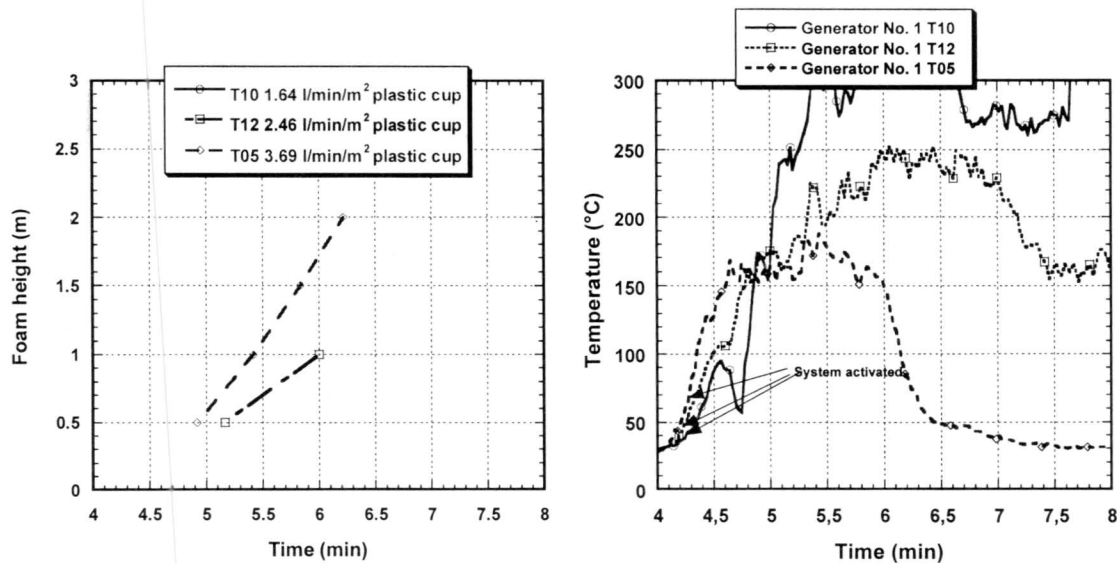 T10 1.64 l/min/m² plastic cup
T12 2.46 l/min/m² plastic cup
T05 3.69 l/min/m² plastic cup
3
2.5
2
1.5
1
0.5
0
Foam height (m)
4 4,5 5 5.5 6 6.5 7 7.5 8
Time (min)
Generator No. 1 T10
Generator No. 1 T12
Generator No. 1 T05
300
250
200
150
100
50
0
Temperature (°C)
System activated
4 4,5 5 5,5 6 6,5 7 7,5 8
Time (min)